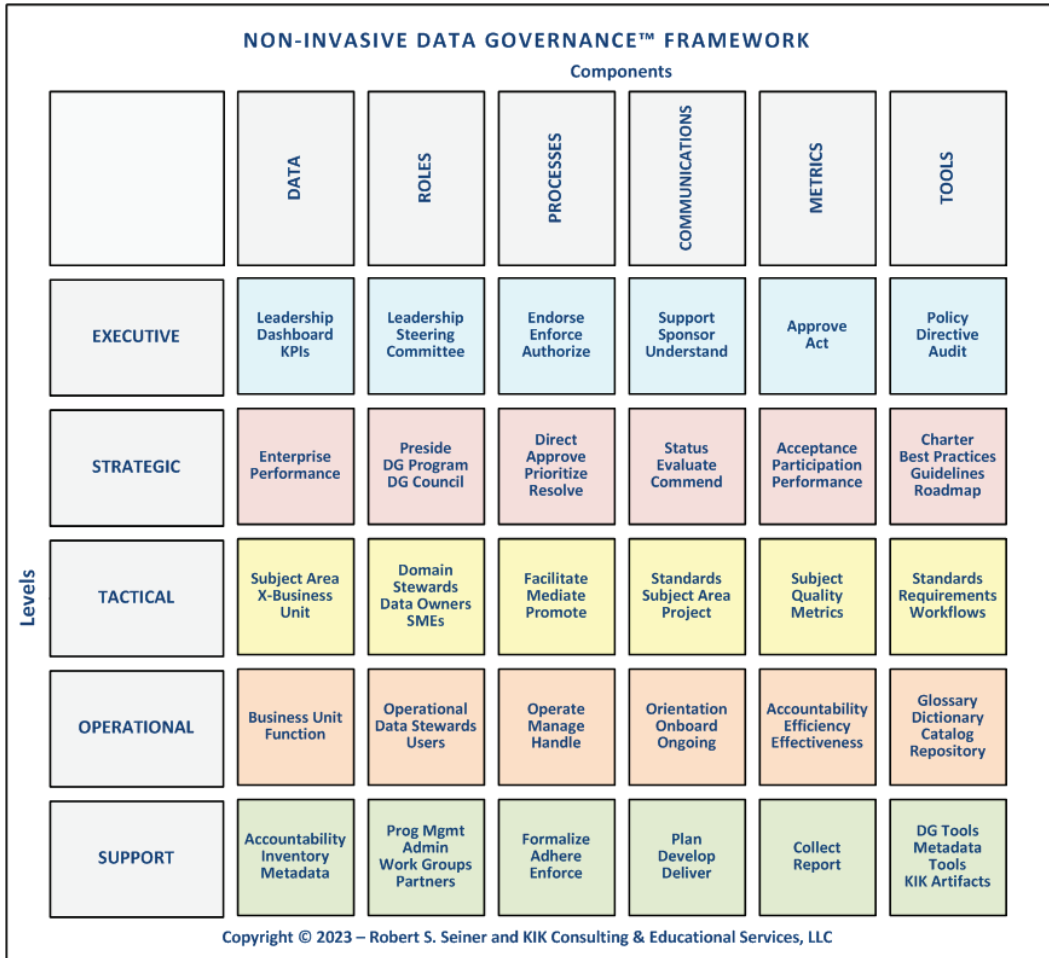 NON-INVASIVE DATA GOVERNANCE™ FRAMEWORK
Components
DATA
ROLES
PROCESSES
COMMUNICATIONS
METRICS
TOOLS
Levels
EXECUTIVE
Leadership
Dashboard
KPIs
Leadership
Steering
Committee
Endorse
Enforce
Authorize
Support
Sponsor
Understand
Approve
Act
Policy
Directive
Audit
STRATEGIC
Enterprise
Performance
Preside
DG Program
DG Council
Direct
Approve
Prioritize
Resolve
Status
Evaluate
Commend
Acceptance
Participation
Performance
Charter
Best Practices
Guidelines
Roadmap
TACTICAL
Subject Area
X-Business
Unit
Domain
Stewards
Data Owners
SMEs
Facilitate
Mediate
Promote
Standards
Subject Area
Project
Subject
Quality
Metrics
Standards
Requirements
Workflows
OPERATIONAL
Business Unit
Function
Operational
Data Stewards
Users
Operate
Manage
Handle
Orientation
Onboard
Ongoing
Accountability
Efficiency
Effectiveness
Glossary
Dictionary
Catalog
Repository
SUPPORT
Accountability
Inventory
Metadata
Prog Mgmt
Admin
Work Groups
Partners
Formalize
Adhere
Enforce
Plan
Develop
Deliver
Collect
Report
DG Tools
Metadata
Tools
KIK Artifacts
Copyright © 2023 – Robert S. Seiner and KIK Consulting & Educational Services, LLC